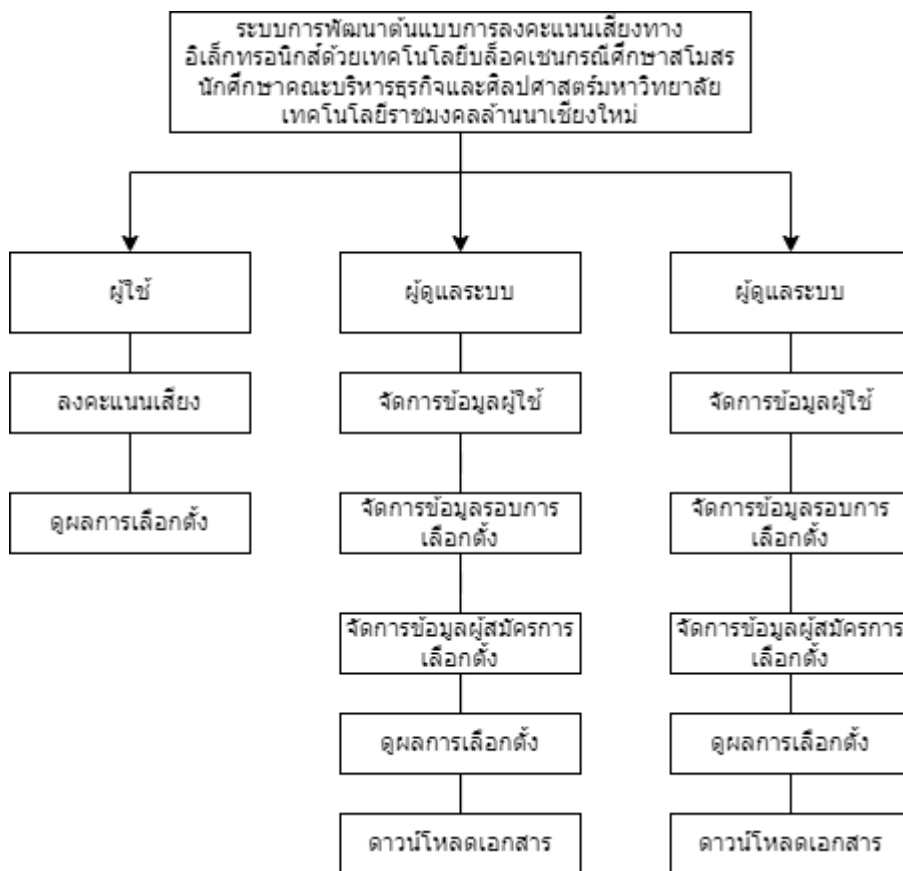 ระบบการพัฒนาต้นแบบการลงคะแนนเสียงทาง
อิเล็กทรอนิกส์ด้วยเทคโนโลยีบล็อคเชนกรณีศึกษาสโมสร
นักศึกษาคณะบริหารธุรกิจและศิลปศาสตร์มหาวิทยาลัย
เทคโนโลยีราชมงคลล้านนาเชียงใหม่
ผู้ใช้
ลงคะแนนเสียง
ดูผลการเลือกตั้ง
ผู้ดูแลระบบ
จัดการข้อมูลผู้ใช้
จัดการข้อมูลรอบการ
เลือกตั้ง
จัดการข้อมูลผู้สมัครการ
เลือกตั้ง
ดูผลการเลือกตั้ง
ดาวน์โหลดเอกสาร
ผู้ดูแลระบบ
จัดการข้อมูลผู้ใช้
จัดการข้อมูลรอบการ
เลือกตั้ง
จัดการข้อมูลผู้สมัครการ
เลือกตั้ง
ดูผลการเลือกตั้ง
ดาวน์โหลดเอกสาร